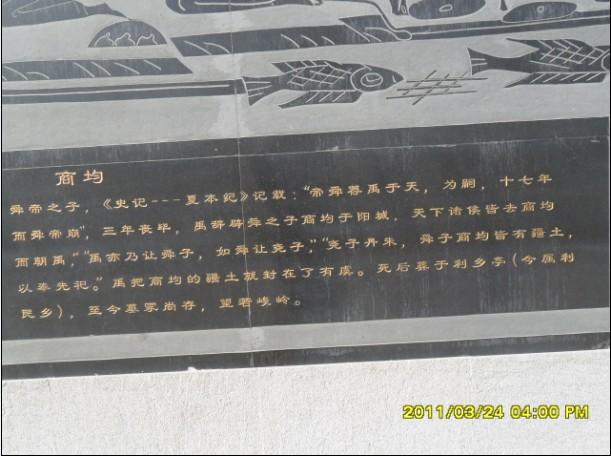 商均
舜帝之子，《史记---夏本纪》记载：“帝舜荐禹于天，为嗣，十七年
而舜帝崩”，三年丧毕，禹辞辟舜之子商均于阳城，天下诸侯皆去商均
而朝禹，”“禹亦乃让舜子，如舜让尧子，”“尧子丹朱，舜子商均皆有疆土，
以奉先祀。”禹把商均的疆土就封在了有虞。死后葬于利乡亭（今属利
民乡），至今墓冢尚存，望若峻岭。
2011/03/24 04:00 PM